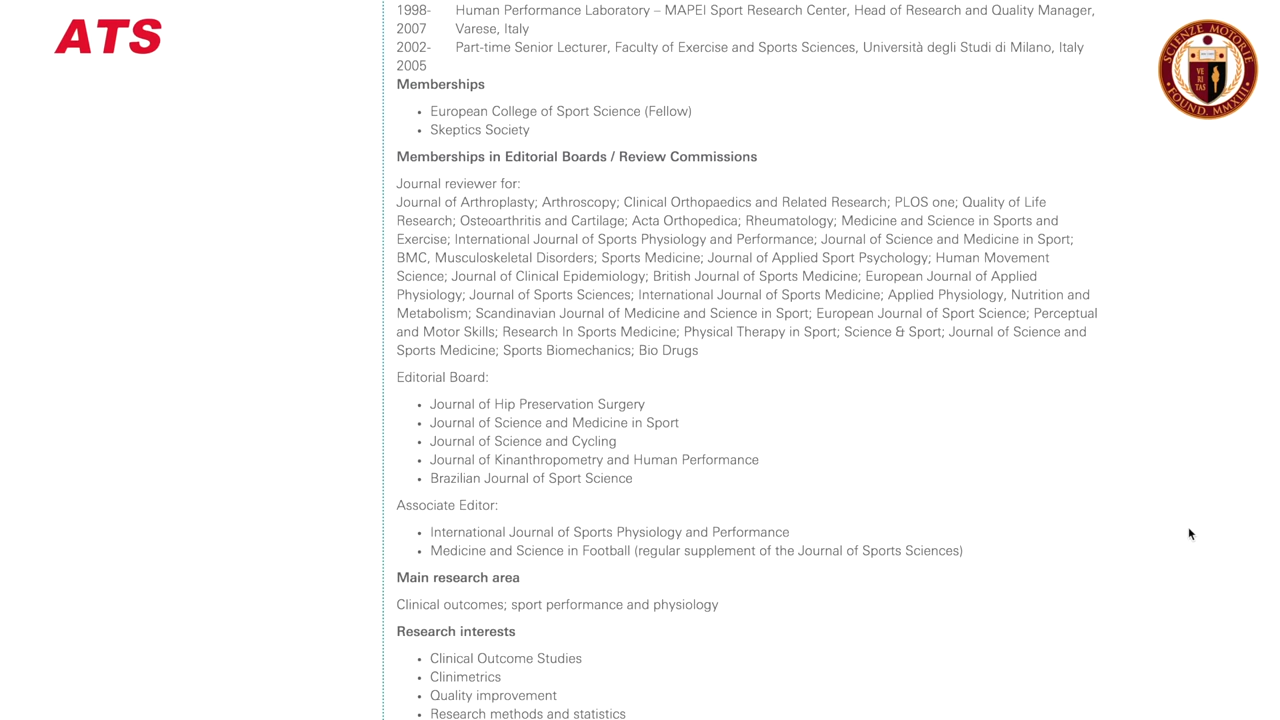 ATS
1998- Human Performance Laboratory – MAPEI Sport Research Center, Head of Research and Quality Manager,
2007 Varese, Italy
2002- Part-time Senior Lecturer, Faculty of Exercise and Sports Sciences, Università degli Studi di Milano, Italy
2005
Memberships
• European College of Sport Science (Fellow)
• Skeptics Society
Memberships in Editorial Boards / Review Commissions
Journal reviewer for:
Journal of Arthroplasty; Arthroscopy; Clinical Orthopaedics and Related Research; PLOS one; Quality of Life
Research; Osteoarthritis and Cartilage; Acta Orthopedica; Rheumatology; Medicine and Science in Sports and
Exercise; International Journal of Sports Physiology and Performance; Journal of Science and Medicine in Sport;
BMC, Musculoskeletal Disorders; Sports Medicine; Journal of Applied Sport Psychology; Human Movement
Science; Journal of Clinical Epidemiology; British Journal of Sports Medicine; European Journal of Applied
Physiology; Journal of Sports Sciences; International Journal of Sports Medicine; Applied Physiology, Nutrition and
Metabolism; Scandinavian Journal of Medicine and Science in Sport; European Journal of Sport Science; Perceptual
and Motor Skills; Research In Sports Medicine; Physical Therapy in Sport; Science & Sport; Journal of Science and
Sports Medicine; Sports Biomechanics; Bio Drugs
Editorial Board:
• Journal of Hip Preservation Surgery
• Journal of Science and Medicine in Sport
• Journal of Science and Cycling
• Journal of Kinanthropometry and Human Performance
• Brazilian Journal of Sport Science
Associate Editor:
• International Journal of Sports Physiology and Performance
• Medicine and Science in Football (regular supplement of the Journal of Sports Sciences)
Main research area
Clinical outcomes; sport performance and physiology
Research interests
• Clinical Outcome Studies
• Clinimetrics
• Quality improvement
• Research methods and statistics
SCIENZE MOTORIE
VE
RI
TAS
FOUND. MMXIII